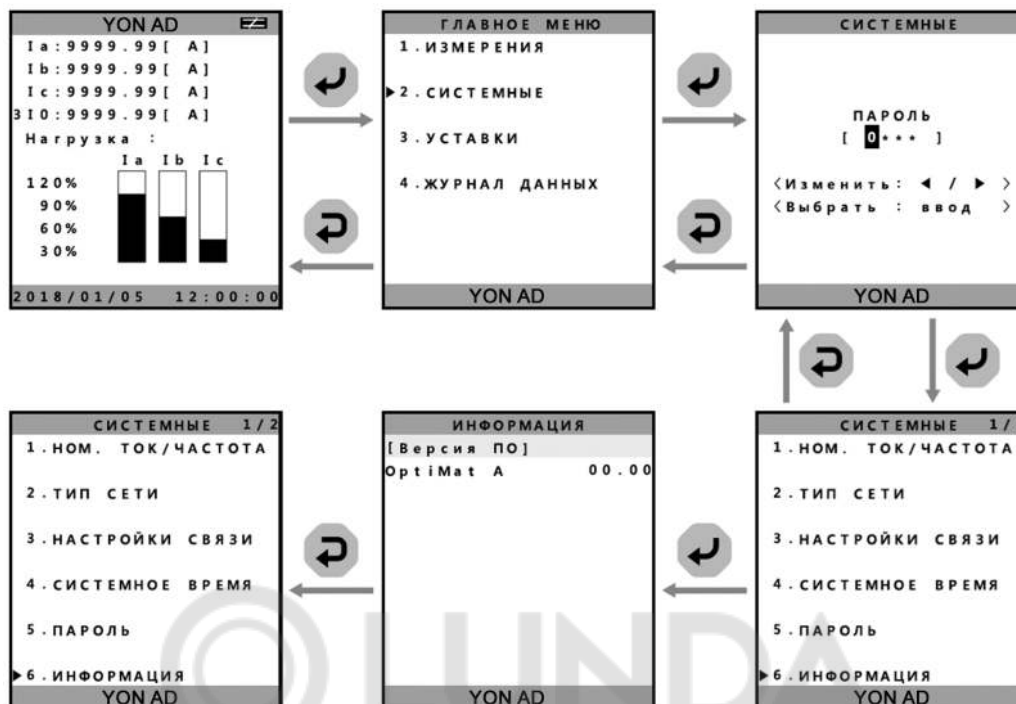 YON AD
Ia:9999.99[ A]
Ib:9999.99[ A]
Ic:9999.99[ A]
3I0:9999.99[ A]
Нагрузка :
Ia Ib Ic
120%
90%
60%
30%
2018/01/05 12:00:00
ГЛАВНОЕ МЕНЮ
1.ИЗМЕРЕНИЯ
▶2.СИСТЕМНЫЕ
3.УСТАВКИ
4.ЖУРНАЛ ДАННЫХ
YON AD
СИСТЕМНЫЕ
ПАРОЛЬ
[ 0*** ]
<Изменить: ◀ / ▶ >
<Выбрать : ввод >
YON AD
СИСТЕМНЫЕ 1/2
1.НОМ. ТОК/ЧАСТОТА
2.ТИП СЕТИ
3.НАСТРОЙКИ СВЯЗИ
4.СИСТЕМНОЕ ВРЕМЯ
5.ПАРОЛЬ
▶6.ИНФОРМАЦИЯ
YON AD
ИНФОРМАЦИЯ
[Версия ПО]
OptiMat A 00.00
YON AD
СИСТЕМНЫЕ 1/
1.НОМ. ТОК/ЧАСТОТА
2.ТИП СЕТИ
3.НАСТРОЙКИ СВЯЗИ
4.СИСТЕМНОЕ ВРЕМЯ
5.ПАРОЛЬ
▶6.ИНФОРМАЦИЯ
YON AD
LUNDA